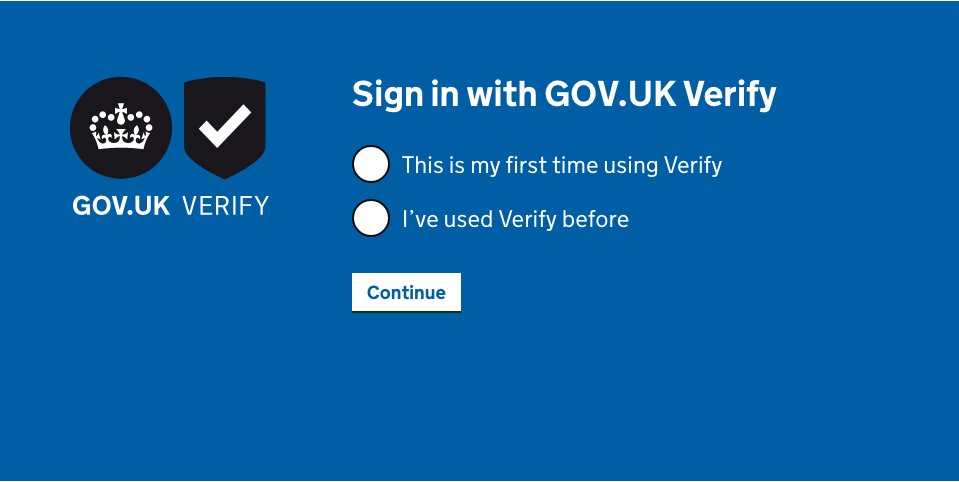 GOV.UK VERIFY
Sign in with GOV.UK Verify
This is my first time using Verify
I’ve used Verify before
Continue